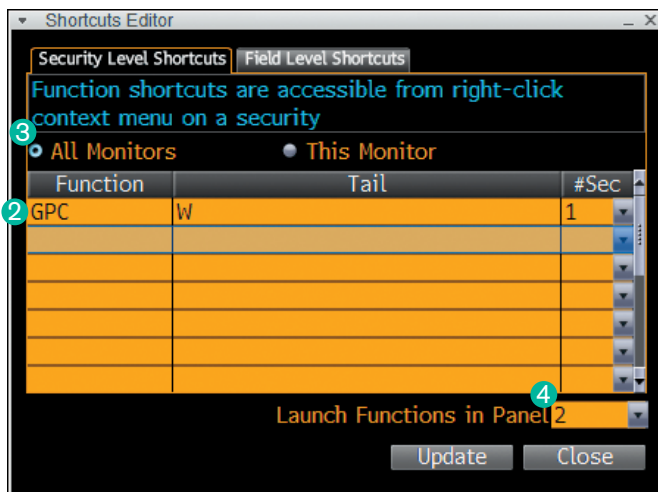 Shortcuts Editor
Security Level Shortcuts Field Level Shortcuts
Function shortcuts are accessible from right-click
context menu on a security
3
All Monitors This Monitor
Function Tail #Sec
2 GPC W 1
4
Launch Functions in Panel 2
Update Close